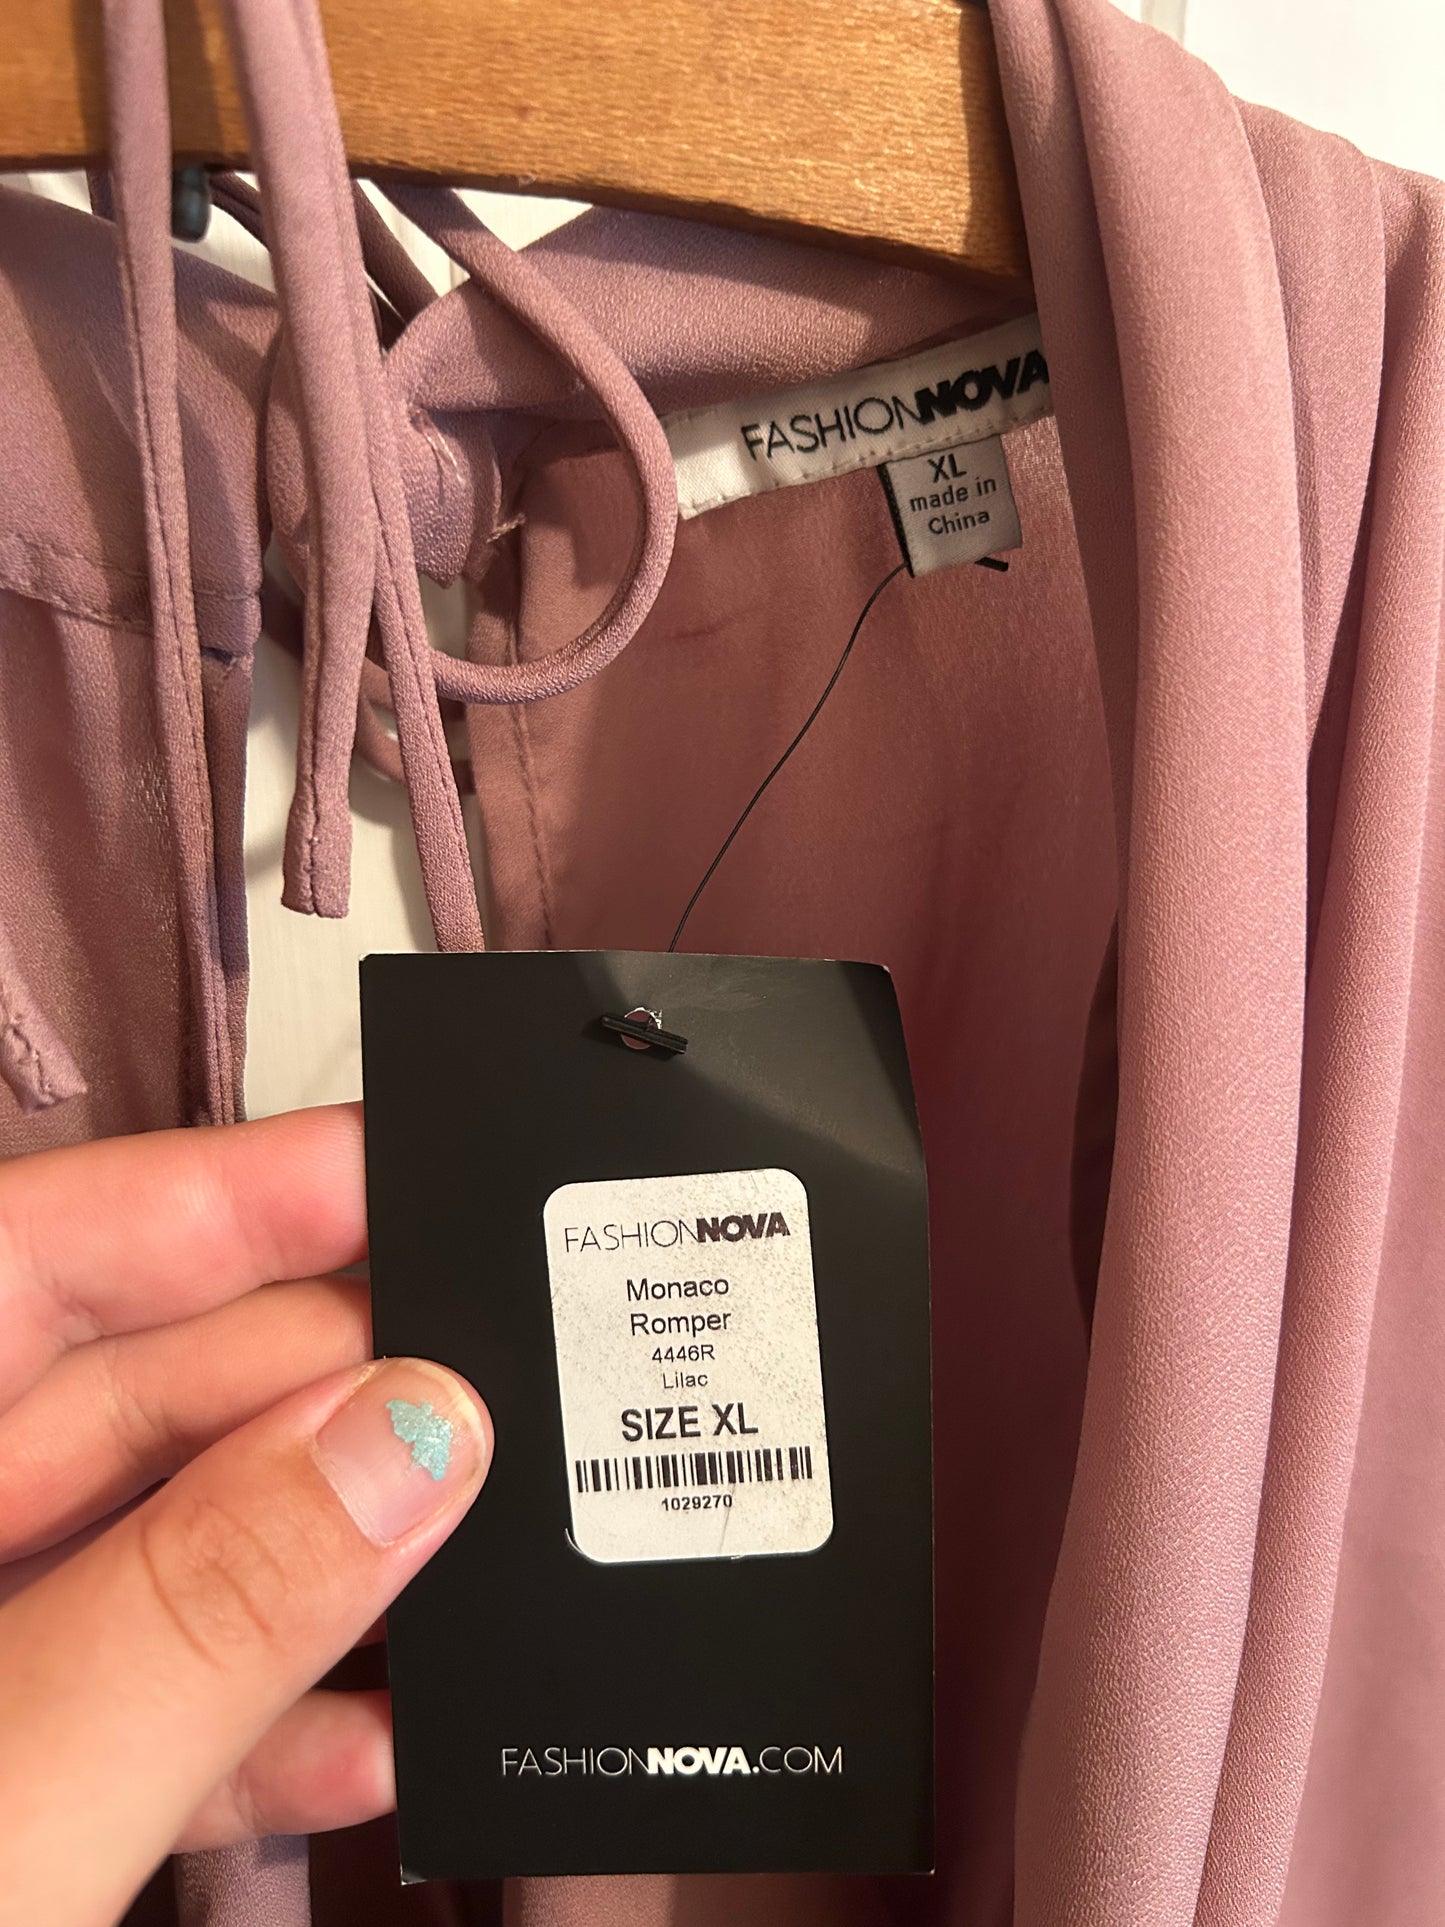 FASHIONNOVA
XL
made in
China
FASHIONNOVA
Monaco
Romper
4446R
Lilac
SIZE XL
1029270
FASHIONNOVA.COM